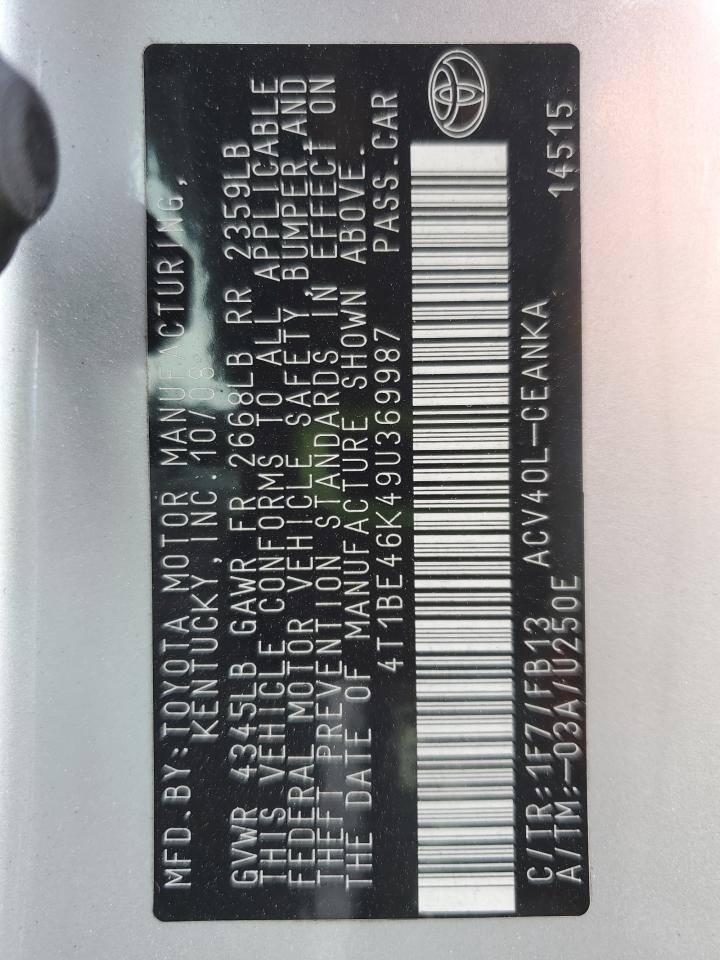 MFD.BY:TOYOTA MOTOR MANUFACTURING,
KENTUCKY,INC.10/08
GVWR 4345LB GAWR FR 2668LB RR 2359LB
THIS VEHICLE CONFORMS TO ALL APPLICABLE
FEDERAL MOTOR VEHICLE SAFETY,BUMPER,AND
THEFT PREVENTION STANDARDS IN EFFECT ON
THE DATE OF MANUFACTURE SHOWN ABOVE.
4T1BE46K49U369987 PASS.CAR
C/TR:1F7/FB13 ACV40L-CEANKA 14515
A/TM:-03A/U250E